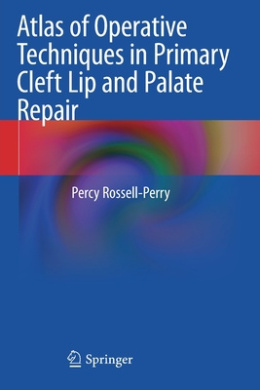 Atlas of Operative
Techniques in Primary
Cleft Lip and Palate
Repair
Percy Rossell-Perry
Springer